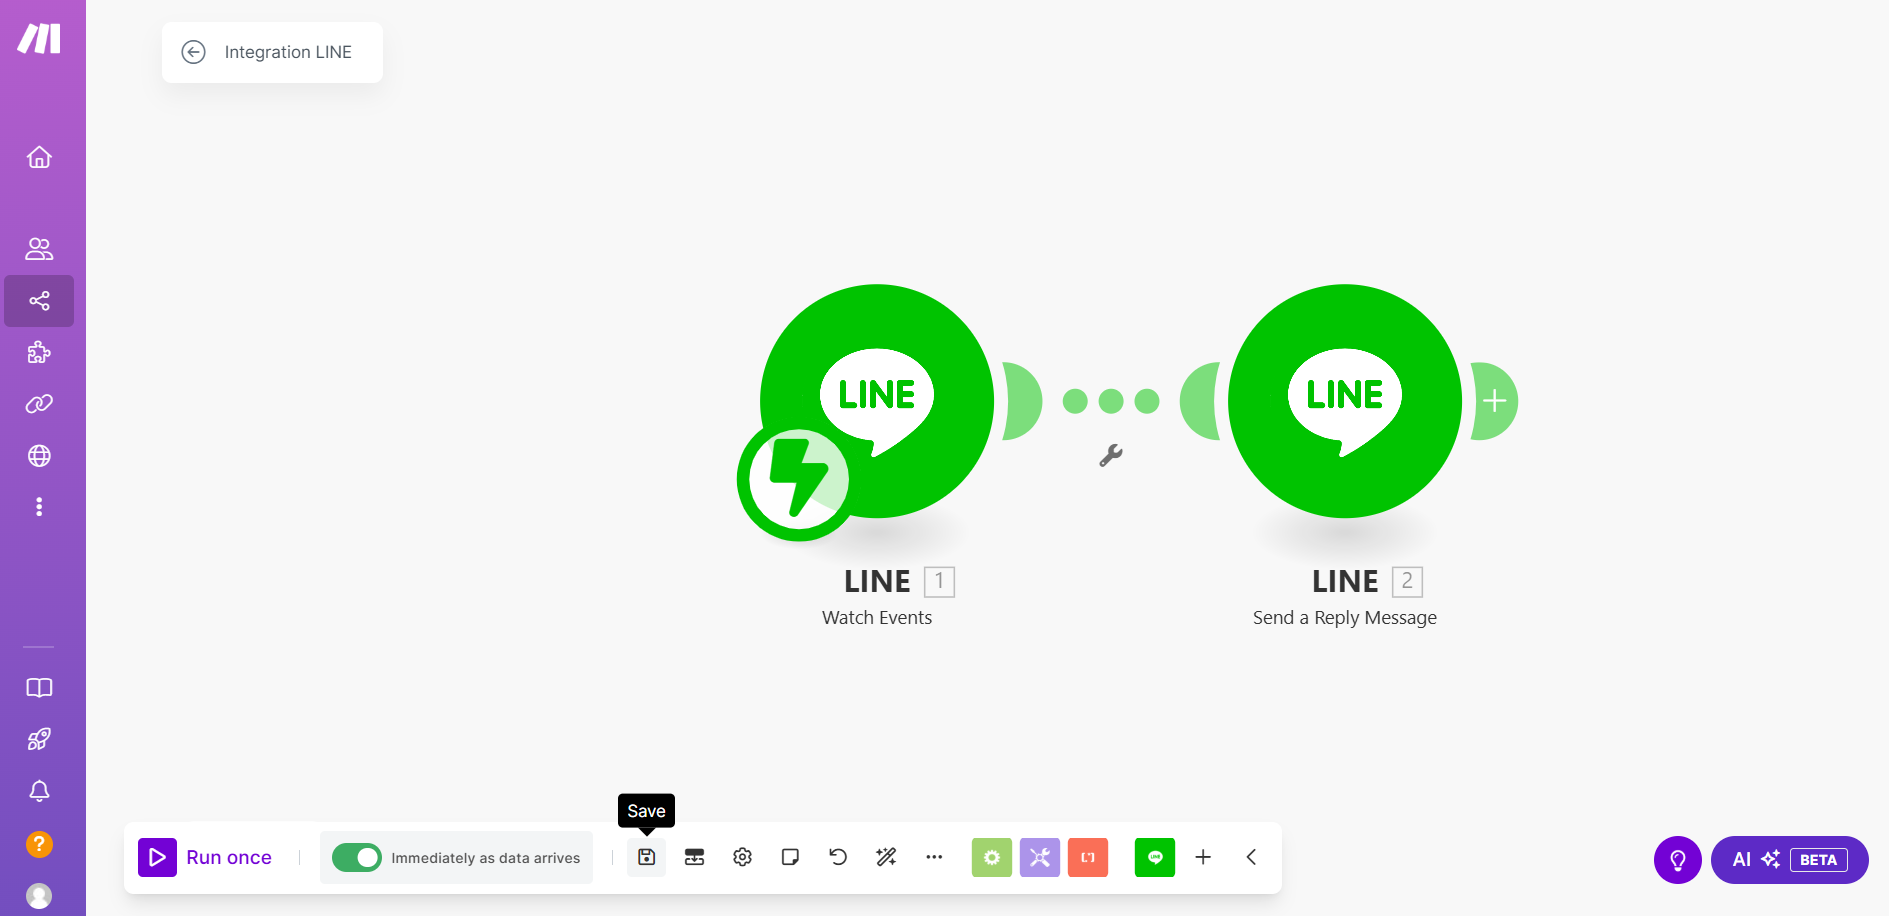 Integration LINE
LINE
LINE
LINE 1
Watch Events
LINE 2
Send a Reply Message
Save
Run once
Immediately as data arrives
LINE
AI BETA
?